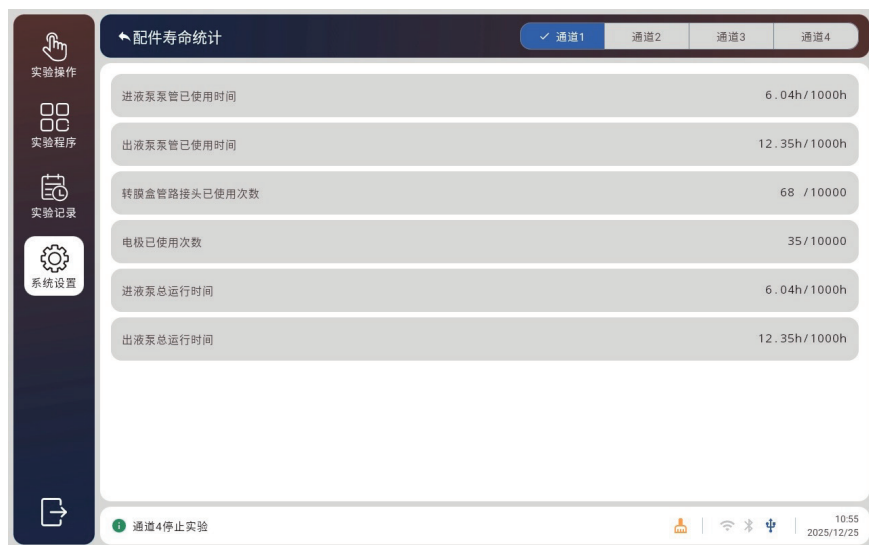 配件寿命统计
通道1
通道2
通道3
通道4
实验操作
实验程序
实验记录
系统设置
进液泵泵管已使用时间 6.04h/1000h
出液泵泵管已使用时间 12.35h/1000h
转膜盒管路接头已使用次数 68 /10000
电极已使用次数 35/10000
进液泵总运行时间 6.04h/1000h
出液泵总运行时间 12.35h/1000h
通道4停止实验
10:55
2025/12/25